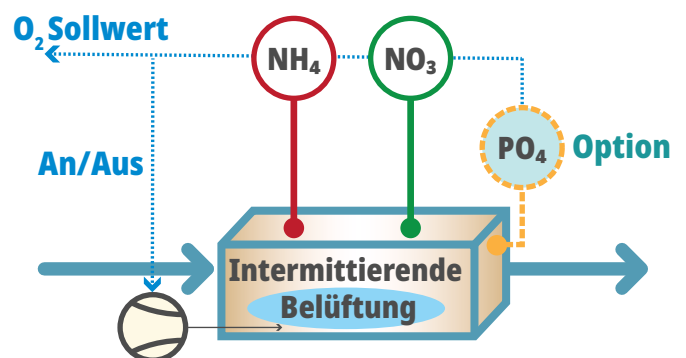 O₂ Sollwert
NH₄
NO₃
PO₄
Option
An/Aus
Intermittierende
Belüftung